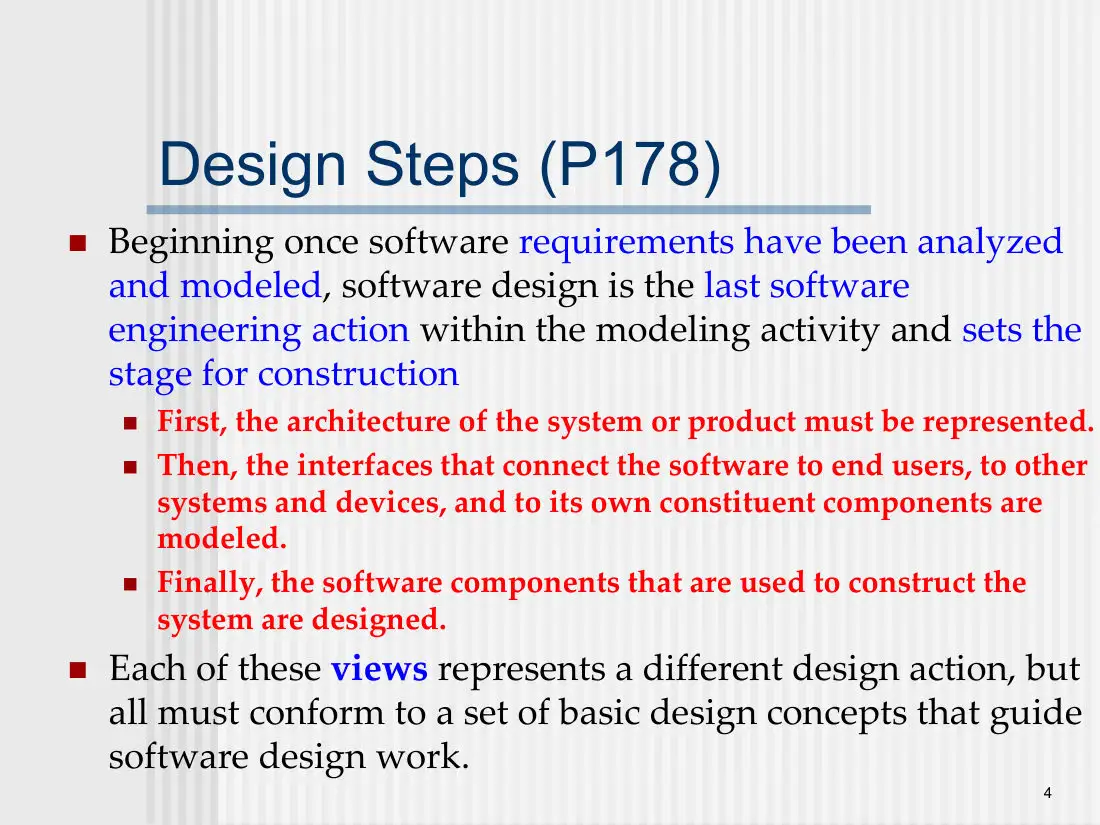 Design Steps (P178)
Beginning once software requirements have been analyzed
and modeled, software design is the last software
engineering action within the modeling activity and sets the
stage for construction
First, the architecture of the system or product must be represented.
Then, the interfaces that connect the software to end users, to other
systems and devices, and to its own constituent components are
modeled.
Finally, the software components that are used to construct the
system are designed.
Each of these views represents a different design action, but
all must conform to a set of basic design concepts that guide
software design work.
4